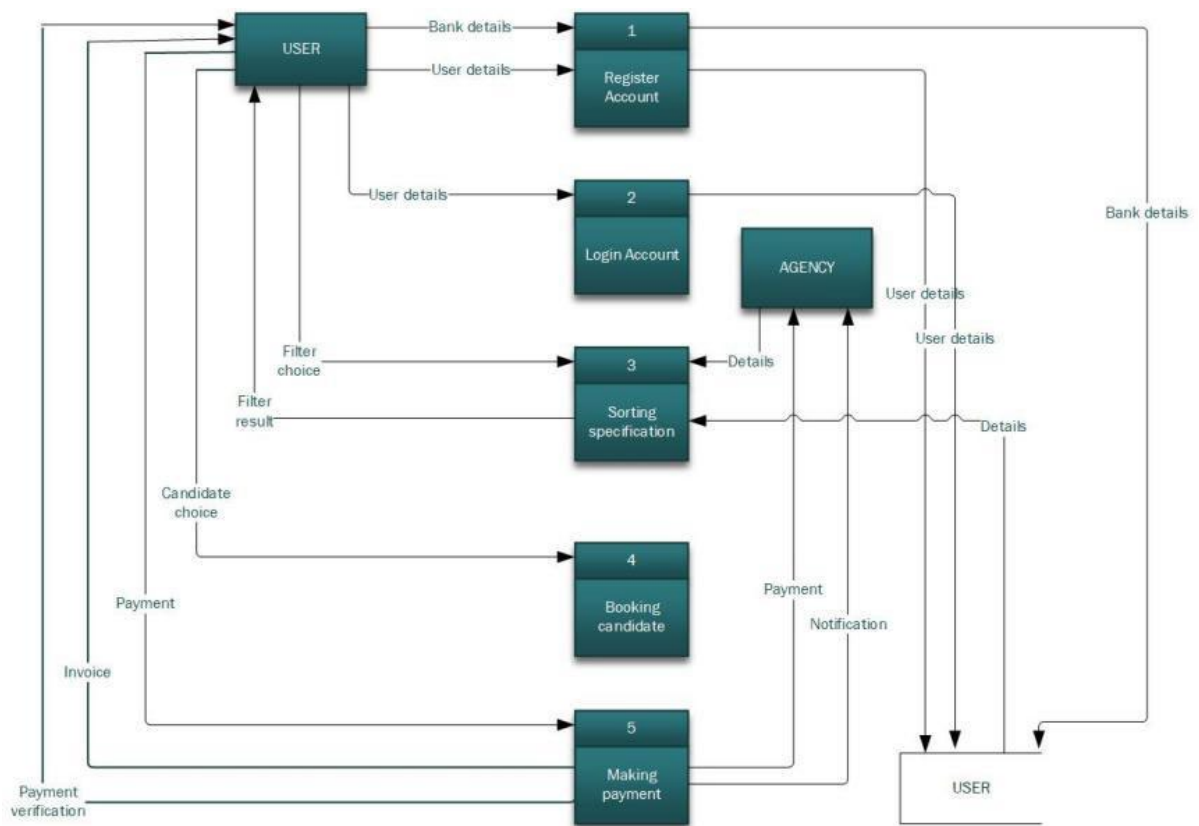 USER
Bank details
1
User details
Register
Account
User details
2
Login Account
Bank details
AGENCY
User details
User details
Filter
choice
Details
3
Filter
result
Sorting
specification
Details
Candidate
choice
4
Booking
candidate
Payment
Payment
Notification
Invoice
5
Making
payment
Payment
verification
USER